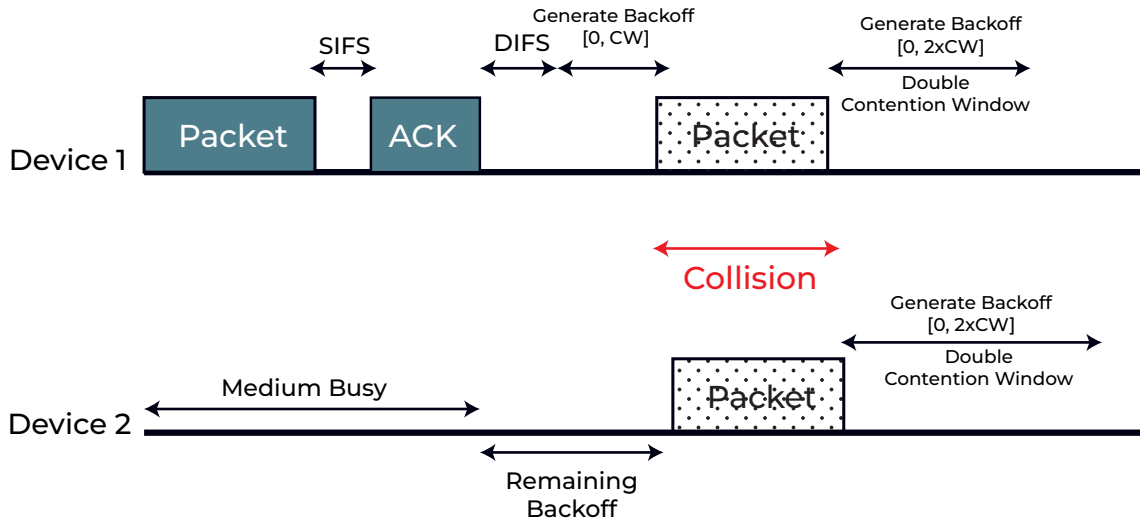 Generate Backoff
[0, CW]
Generate Backoff
[0, 2xCW]
SIFS
DIFS
Double
Contention Window
Packet
ACK
Packet
Device 1
Collision
Generate Backoff
[0, 2xCW]
Double
Contention Window
Medium Busy
Packet
Device 2
Remaining
Backoff